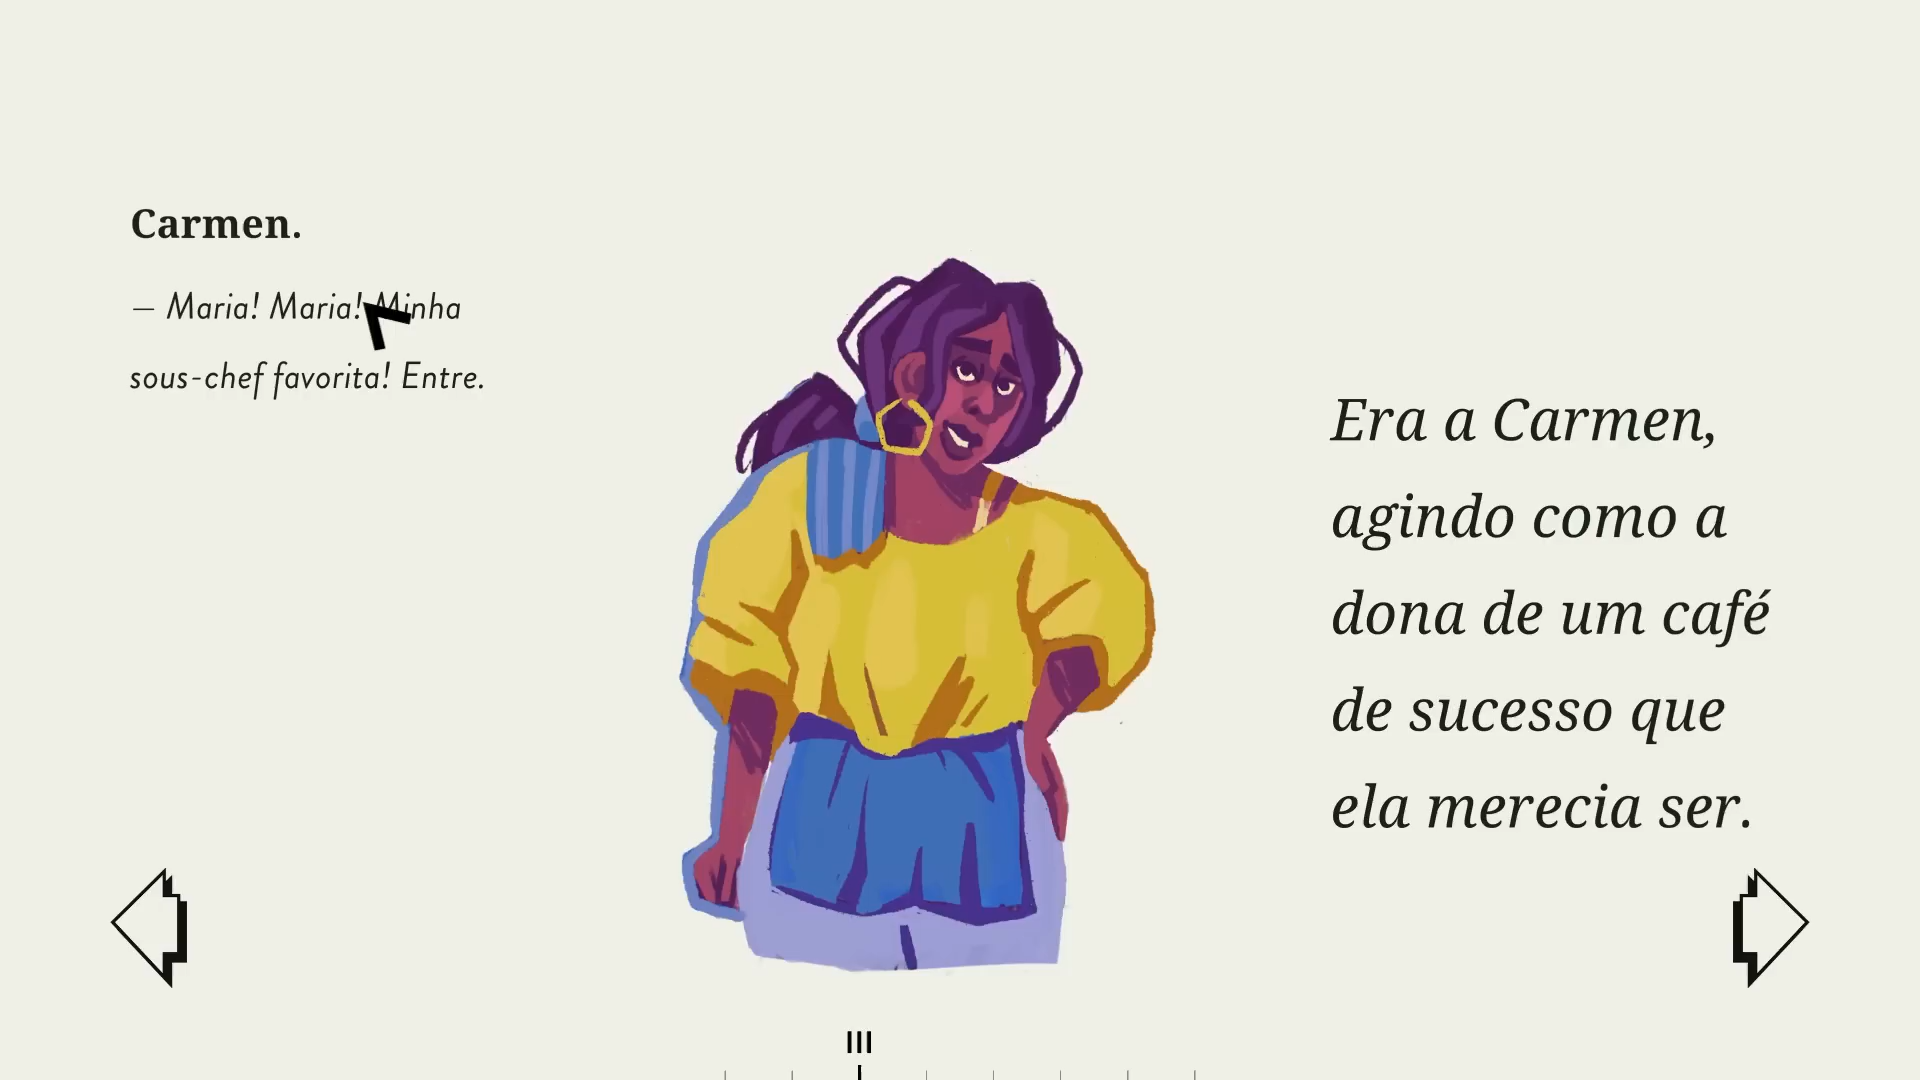 Carmen.
– Maria! Maria! Minha
sous-chef favorita! Entre.
Era a Carmen,
agindo como a
dona de um café
de sucesso que
ela merecia ser.
III